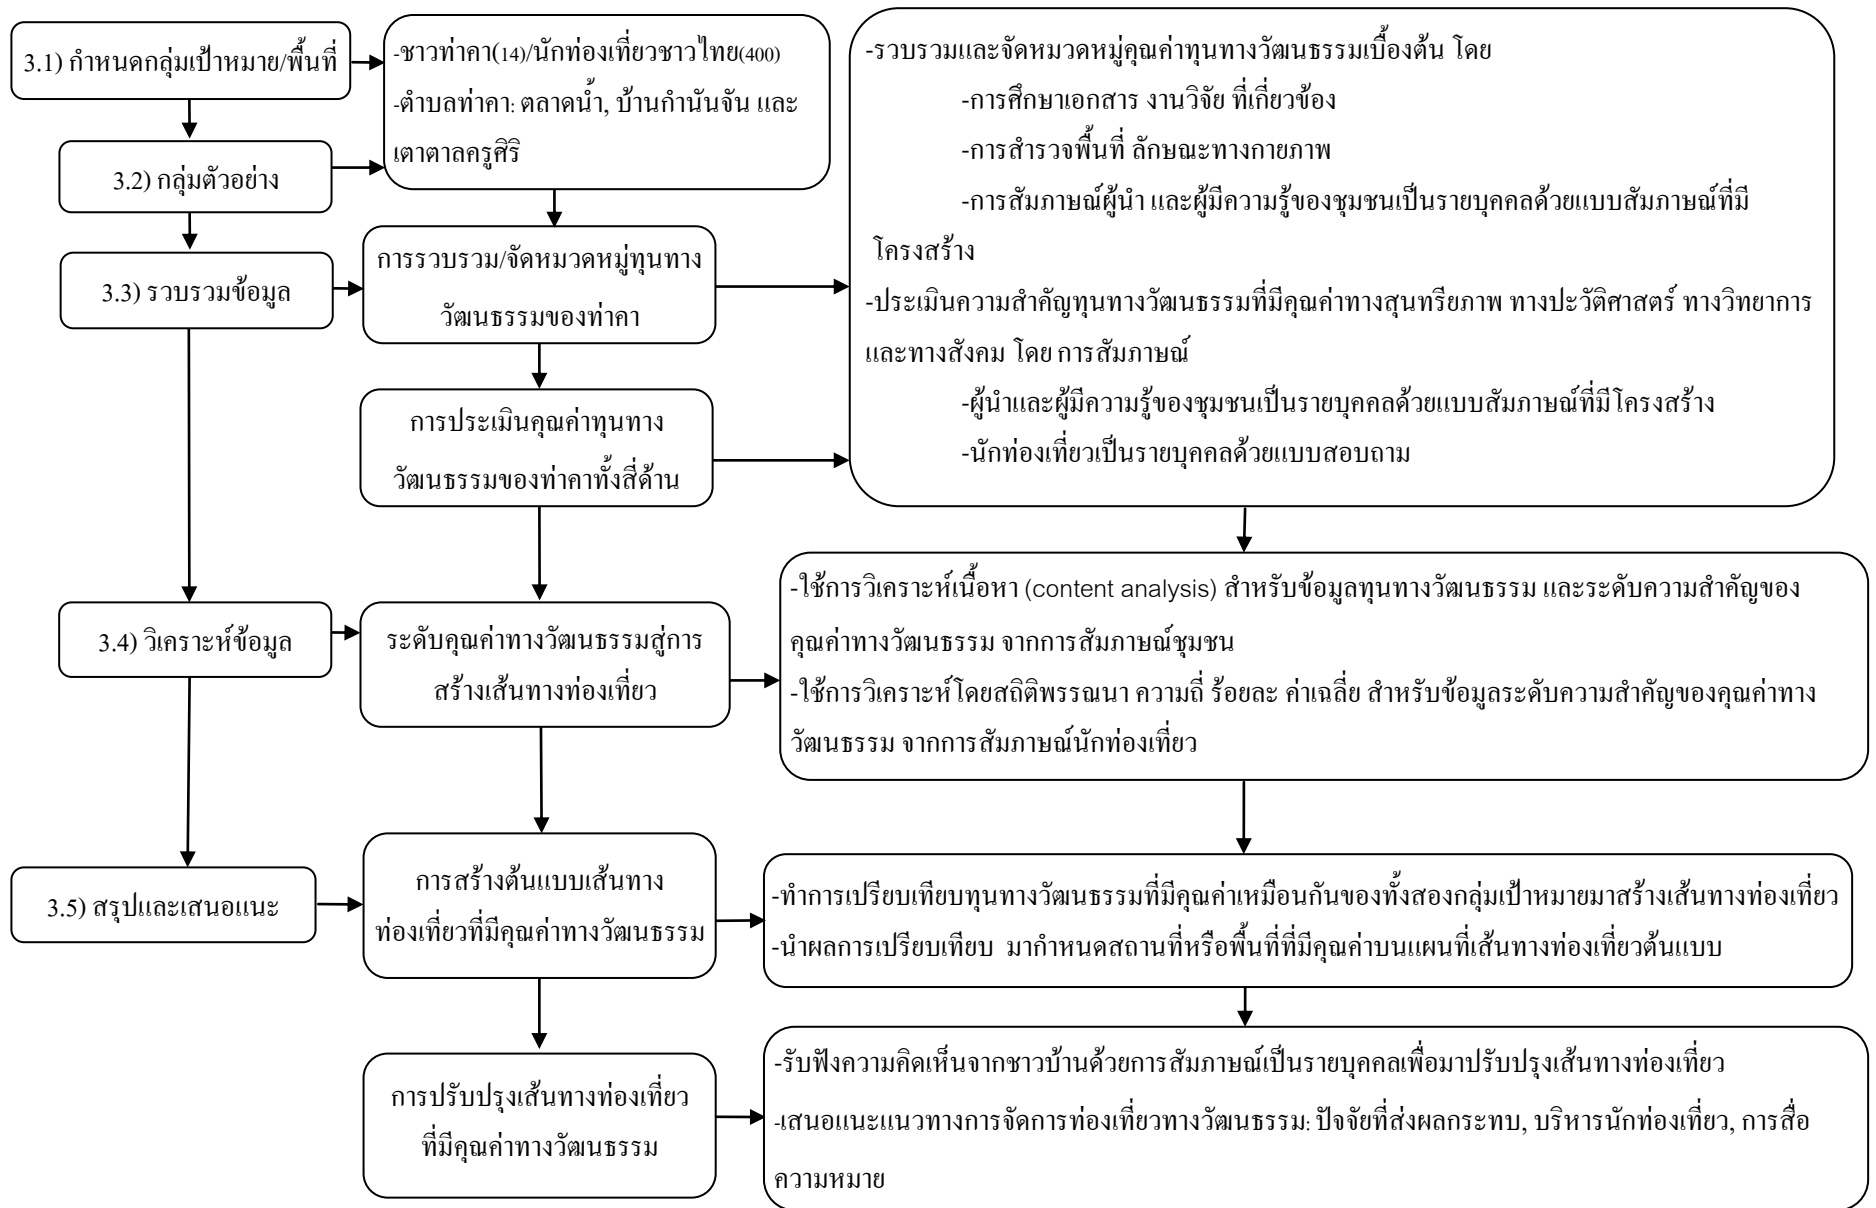 3.1) กำหนดกลุ่มเป้าหมาย/พื้นที่
-ชาวท่าคา(14)/นักท่องเที่ยวชาวไทย(400)
-ตำบลท่าคา: ตลาดน้ำ, บ้านกำนันจัน และ
เตาตาลครูศิริ
3.2) กลุ่มตัวอย่าง
3.3) รวบรวมข้อมูล
การรวบรวม/จัดหมวดหมู่ทุนทาง
วัฒนธรรมของท่าคา
การประเมินคุณค่าทุนทาง
วัฒนธรรมของท่าคาทั้งสี่ด้าน
-รวบรวมและจัดหมวดหมู่คุณค่าทุนทางวัฒนธรรมเบื้องต้น โดย
-การศึกษาเอกสาร งานวิจัย ที่เกี่ยวข้อง
-การสำรวจพื้นที่ ลักษณะทางกายภาพ
-การสัมภาษณ์ผู้นำ และผู้มีความรู้ของชุมชนเป็นรายบุคคลด้วยแบบสัมภาษณ์ที่มี
โครงสร้าง
-ประเมินความสำคัญทุนทางวัฒนธรรมที่มีคุณค่าทางสุนทรียภาพ ทางประวัติศาสตร์ ทางวิทยาการ
และทางสังคม โดย การสัมภาษณ์
-ผู้นำและผู้มีความรู้ของชุมชนเป็นรายบุคคลด้วยแบบสัมภาษณ์ที่มีโครงสร้าง
-นักท่องเที่ยวเป็นรายบุคคลด้วยแบบสอบถาม
3.4) วิเคราะห์ข้อมูล
ระดับคุณค่าทางวัฒนธรรมสู่การ
สร้างเส้นทางท่องเที่ยว
-ใช้การวิเคราะห์เนื้อหา (content analysis) สำหรับข้อมูลทุนทางวัฒนธรรม และระดับความสำคัญของ
คุณค่าทางวัฒนธรรม จากการสัมภาษณ์ชุมชน
-ใช้การวิเคราะห์โดยสถิติพรรณนา ความถี่ ร้อยละ ค่าเฉลี่ย สำหรับข้อมูลระดับความสำคัญของคุณค่าทาง
วัฒนธรรม จากการสัมภาษณ์นักท่องเที่ยว
3.5) สรุปและเสนอแนะ
การสร้างต้นแบบเส้นทาง
ท่องเที่ยวที่มีคุณค่าทางวัฒนธรรม
-ทำการเปรียบเทียบทุนทางวัฒนธรรมที่มีคุณค่าเหมือนกันของทั้งสองกลุ่มเป้าหมายมาสร้างเส้นทางท่องเที่ยว
-นำผลการเปรียบเทียบ มากำหนดสถานที่หรือพื้นที่ที่มีคุณค่าบนแผนที่เส้นทางท่องเที่ยวต้นแบบ
การปรับปรุงเส้นทางท่องเที่ยว
ที่มีคุณค่าทางวัฒนธรรม
-รับฟังความคิดเห็นจากชาวบ้านด้วยการสัมภาษณ์เป็นรายบุคคลเพื่อมาปรับปรุงเส้นทางท่องเที่ยว
-เสนอแนะแนวทางการจัดการท่องเที่ยวทางวัฒนธรรม: ปัจจัยที่ส่งผลกระทบ, บริหารนักท่องเที่ยว, การสื่อ
ความหมาย